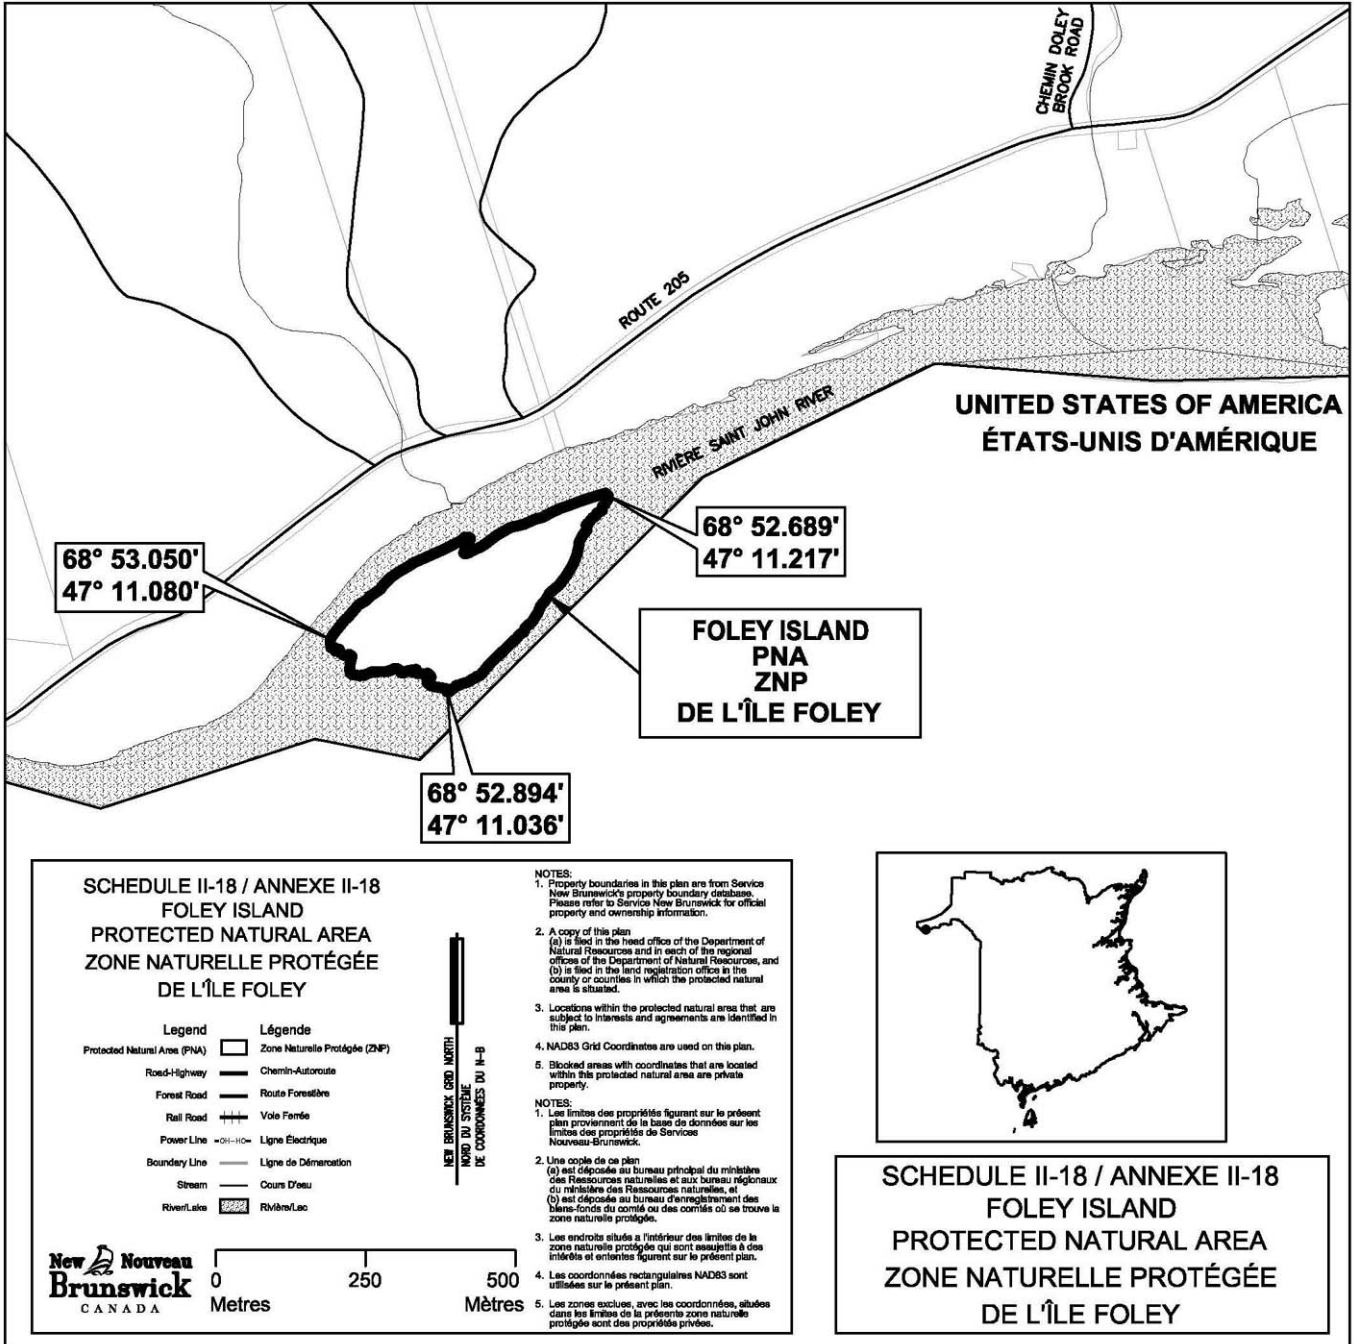 CHEMIN DOLEY
BROOK ROAD
ROUTE 205
RIVIÈRE SAINT JOHN RIVER
UNITED STATES OF AMERICA
ÉTATS-UNIS D'AMÉRIQUE
68° 52.689'
47° 11.217'
68° 53.050'
47° 11.080'
FOLEY ISLAND
PNA
ZNP
DE L'ÎLE FOLEY
68° 52.894'
47° 11.036'
SCHEDULE II-18 / ANNEXE II-18
FOLEY ISLAND
PROTECTED NATURAL AREA
ZONE NATURELLE PROTÉGÉE
DE L'ÎLE FOLEY
Legend Légende
Protected Natural Area (PNA) Zone Naturelle Protégée (ZNP)
Road-Highway Chemin-Autoroute
Forest Road Route Forestière
Rail Road Voie Ferrée
Power Line OH-HO Ligne Électrique
Boundary Line Ligne de Démarcation
Stream Cours D'eau
River/Lake Rivière/Lac
NEW BRUNSWICK GRID NORTH
NORD DU SYSTÈME
DE COORDONNÉES DU N-B
New Nouveau
Brunswick
CANADA
0 250 500
Metres Mètres
NOTES:
1. Property boundaries in this plan are from Service
New Brunswick's property boundary database.
Please refer to Service New Brunswick for official
property and ownership information.
2. A copy of this plan
(a) is filed in the head office of the Department of
Natural Resources and in each of the regional
offices of the Department of Natural Resources, and
(b) is filed in the land registration office in the
county or counties in which the protected natural
area is situated.
3. Locations within the protected natural area that are
subject to interests and agreements are identified in
this plan.
4. NAD83 Grid Coordinates are used on this plan.
5. Blocked areas with coordinates that are located
within this protected natural area are private
property.
NOTES:
1. Les limites des propriétés figurant sur le présent
plan proviennent de la base de données sur les
limites des propriétés de Services
Nouveau-Brunswick.
2. Une copie de ce plan
(a) est déposée au bureau principal du ministère
des Ressources naturelles et aux bureau régionaux
du ministère des Ressources naturelles, et
(b) est déposée au bureau d'enregistrement des
biens-fonds du comté ou des comtés où se trouve la
zone naturelle protégée.
3. Les endroits situés a l'intérieur des limites de la
zone naturelle protégée qui sont assujettis à des
intérêts et ententes figurent sur le présent plan.
4. Les coordonnées rectangulaires NAD83 sont
utilisées sur le présent plan.
5. Les zones exclues, avec les coordonnées, situées
dans les limites de la présente zone naturelle
protégée sont des propriétés privées.
SCHEDULE II-18 / ANNEXE II-18
FOLEY ISLAND
PROTECTED NATURAL AREA
ZONE NATURELLE PROTÉGÉE
DE L'ÎLE FOLEY